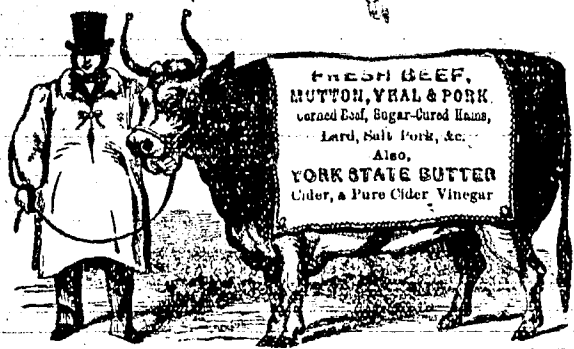 FRESH BEEF,
MUTTON, VEAL & PORK.
Corned Beef, Sugar-Cured Hams,
Lard, Salt Pork, &c.
Also,
YORK STATE BUTTER
Cider, & Pure Cider Vinegar